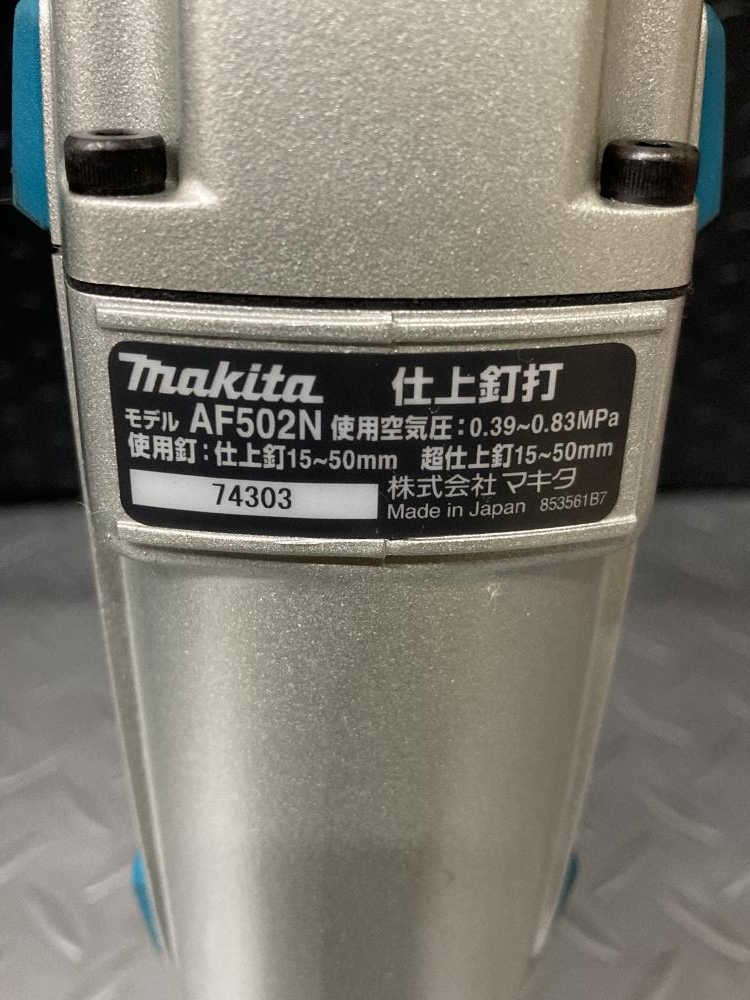 makita 仕上釘打
モデル AF502N 使用空気圧:0.39~0.83MPa
使用釘:仕上釘15~50mm 超仕上釘15~50mm
74303 株式会社 マキタ
Made in Japan 853561B7